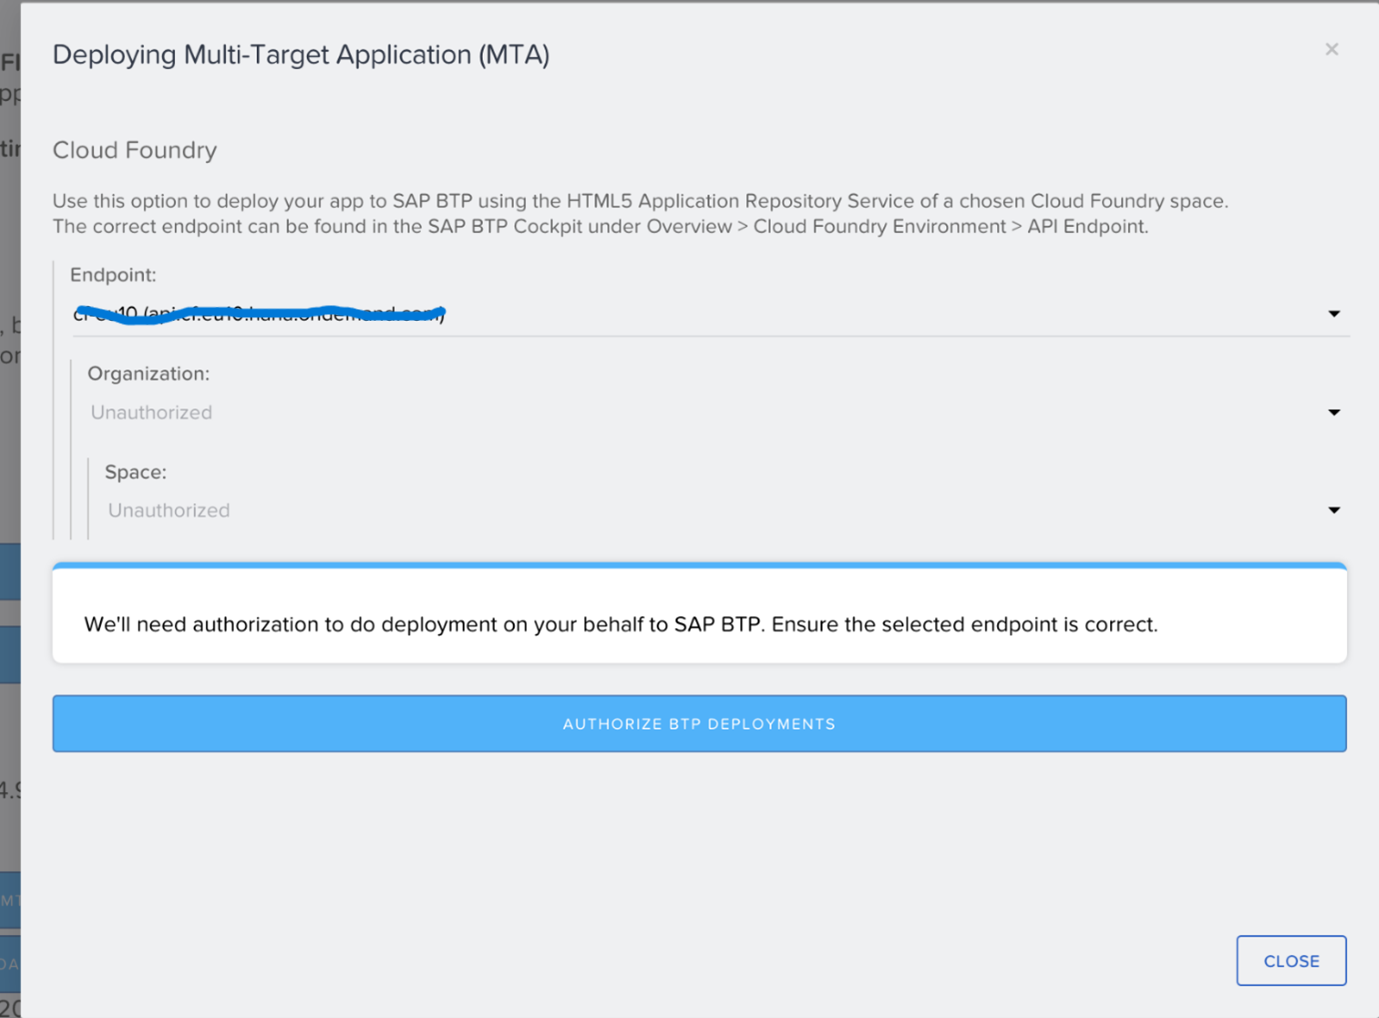 Deploying Multi-Target Application (MTA)
×
Cloud Foundry
Use this option to deploy your app to SAP BTP using the HTML5 Application Repository Service of a chosen Cloud Foundry space.
The correct endpoint can be found in the SAP BTP Cockpit under Overview > Cloud Foundry Environment > API Endpoint.
Endpoint:
Organization:
Unauthorized
Space:
Unauthorized
We'll need authorization to do deployment on your behalf to SAP BTP. Ensure the selected endpoint is correct.
AUTHORIZE BTP DEPLOYMENTS
CLOSE